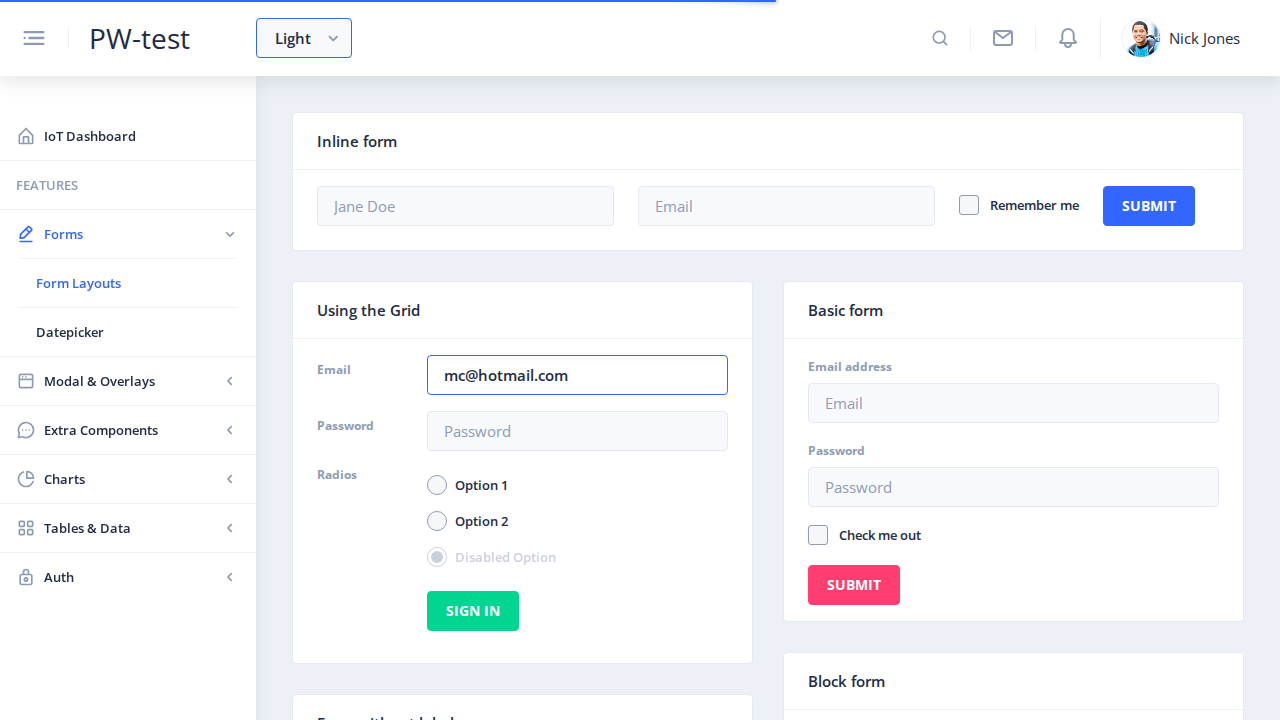 PW-test
Light
Nick Jones
IoT Dashboard
FEATURES
Forms
Form Layouts
Datepicker
Modal & Overlays
Extra Components
Charts
Tables & Data
Auth
Inline form
Jane Doe
Email
Remember me
SUBMIT
Using the Grid
Email
mc@hotmail.com
Password
Password
Radios
Option 1
Option 2
Disabled Option
SIGN IN
Basic form
Email address
Email
Password
Password
Check me out
SUBMIT
Block form